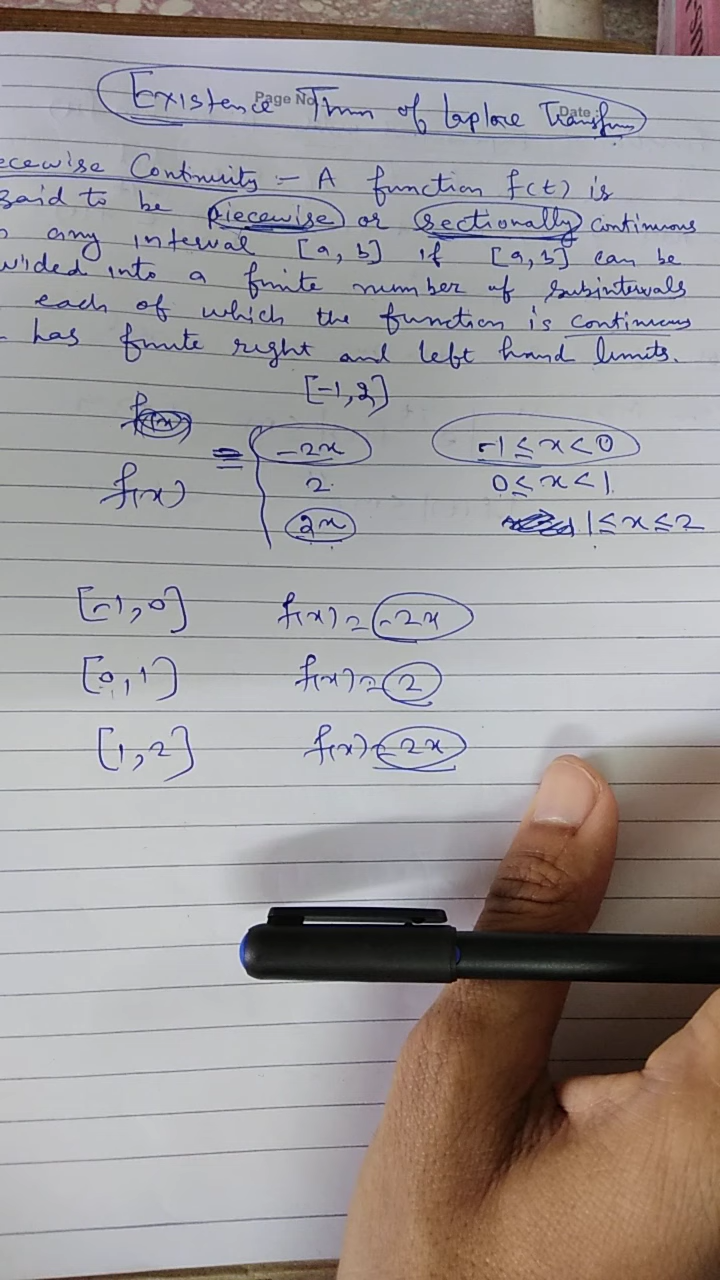 Page No.
Date :
Existence Thm of Laplace Transform
ecewise Continuity :- A function f(t) is
said to be piecewise or sectionally continuous
any interval [a, b] if [a, b] can be
vided into a finite number of subintervals
each of which the function is continuous
has finite right and left hand limits.
[-1, 2]
f(x) = -2x -1 ≤ x < 0
2 0 ≤ x < 1
2x 1 ≤ x ≤ 2
[-1, 0] f(x) = -2x
[0, 1] f(x) = 2
[1, 2] f(x) = 2x